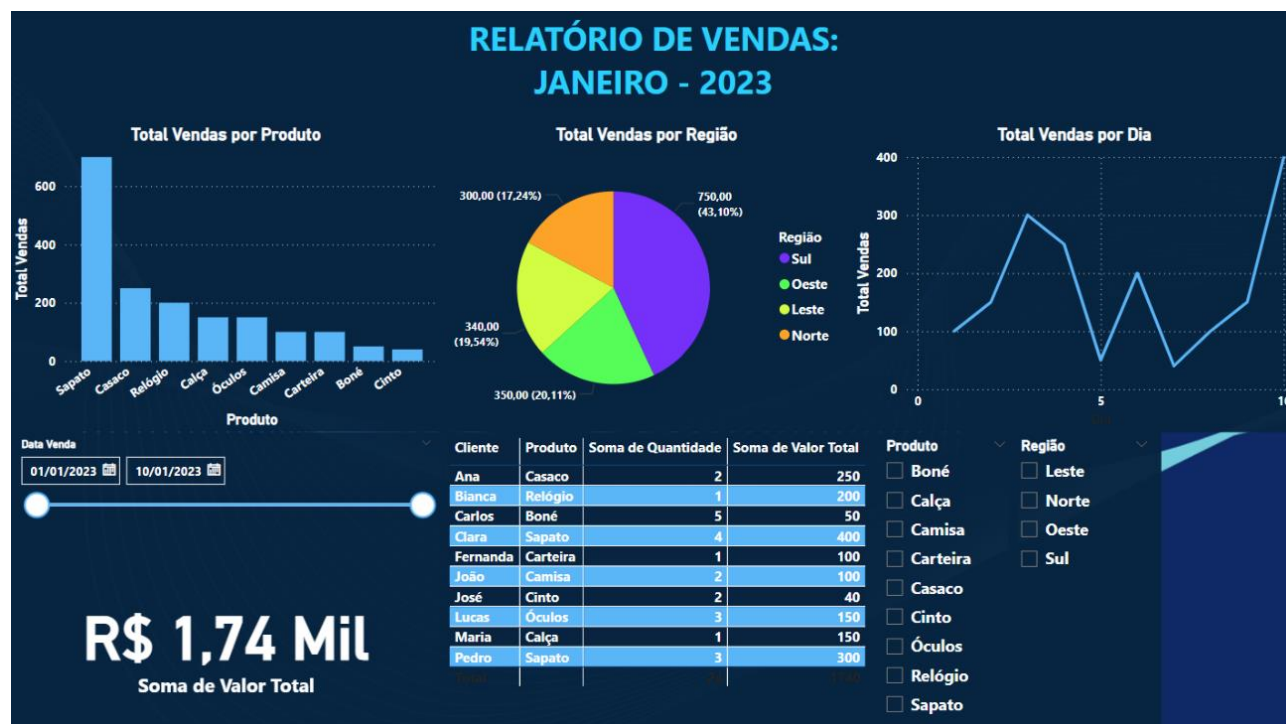 RELATÓRIO DE VENDAS:
JANEIRO - 2023
Total Vendas por Produto
Total Vendas
600
400
200
0
Sapato
Casaco
Relógio
Calça
Óculos
Camisa
Carteira
Boné
Cinto
Produto
Total Vendas por Região
300,00 (17,24%)
750,00
(43,10%)
340,00
(19,54%)
350,00 (20,11%)
Região
Sul
Oeste
Leste
Norte
Total Vendas por Dia
Total Vendas
400
300
200
100
0
0
5
10
Data Venda
01/01/2023
10/01/2023
R$ 1,74 Mil
Soma de Valor Total
Cliente Produto Soma de Quantidade Soma de Valor Total
Ana Casaco 2 250
Bianca Relógio 1 200
Carlos Boné 5 50
Clara Sapato 4 400
Fernanda Carteira 1 100
João Camisa 2 100
José Cinto 2 40
Lucas Óculos 3 150
Maria Calça 1 150
Pedro Sapato 3 300
Total 24 1740
Produto
Boné
Calça
Camisa
Carteira
Casaco
Cinto
Óculos
Relógio
Sapato
Região
Leste
Norte
Oeste
Sul